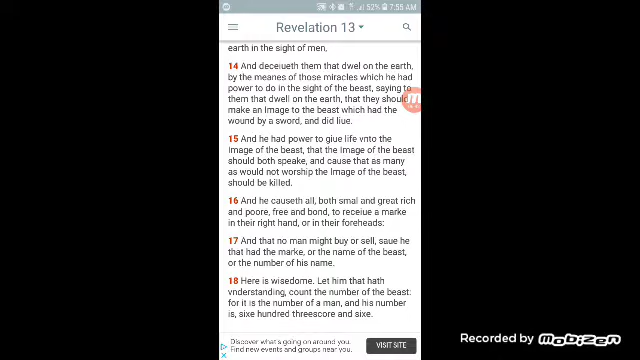 52% 7:55 AM
Revelation 13
earth in the sight of men,
14 And deceiueth them that dwel on the earth,
by the meanes of those miracles which he had
power to do in the sight of the beast, saying to
them that dwell on the earth, that they should
make an Image to the beast which had the
wound by a sword, and did liue.
15 And he had power to giue life vnto the
Image of the beast, that the Image of the beast
should both speake, and cause that as many
as would not worship the Image of the beast,
should be killed.
16 And he causeth all, both smal and great rich
and poore, free and bond, to receiue a marke
in their right hand, or in their foreheads:
17 And that no man might buy or sell, saue he
that had the marke, or the name of the beast,
or the number of his name.
18 Here is wisedome. Let him that hath
vnderstanding, count the number of the beast:
for it is the number of a man, and his number
is, sixe hundred threescore and sixe.
Discover what's going on around you.
Find new events and groups near you.
VISIT SITE
Recorded by mobizen